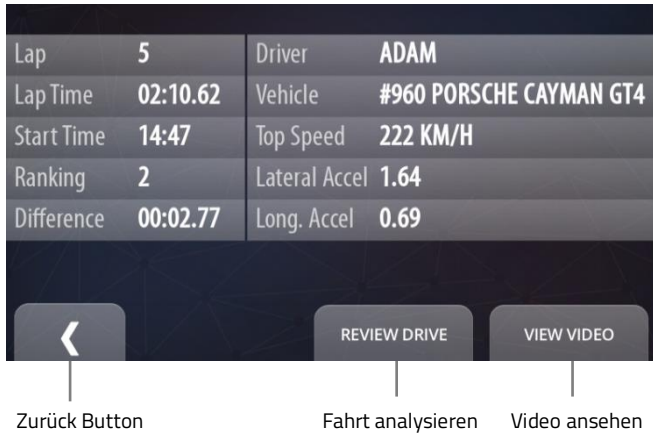 Lap 5 Driver ADAM
Lap Time 02:10.62 Vehicle #960 PORSCHE CAYMAN GT4
Start Time 14:47 Top Speed 222 KM/H
Ranking 2 Lateral Accel 1.64
Difference 00:02.77 Long. Accel 0.69
REVIEW DRIVE VIEW VIDEO
Zurück Button Fahrt analysieren Video ansehen